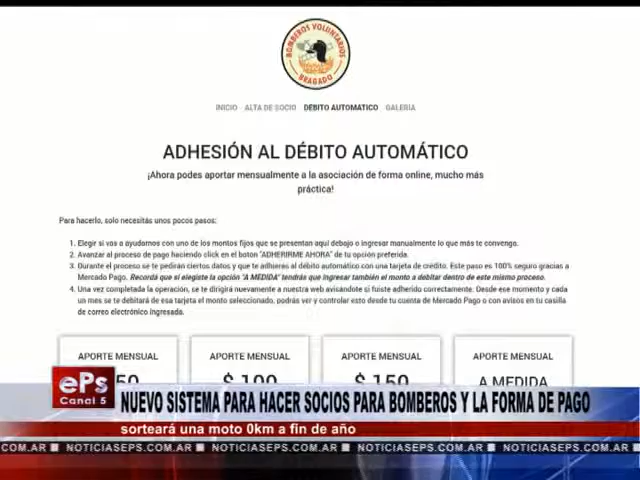 BOMBEROS VOLUNTARIOS
BRAGADO
INICIO ALTA DE SOCIO DÉBITO AUTOMÁTICO GALERIA
ADHESIÓN AL DÉBITO AUTOMÁTICO
¡Ahora podes aportar mensualmente a la asociación de forma online, mucho más
práctica!
Para hacerlo, solo necesitás unos pocos pasos:
1. Elegir si vas a ayudarnos con uno de los montos fijos que se presentan aquí debajo o ingresar manualmente lo que más te convenga.
2. Avanzar al proceso de pago haciendo click en el boton "ADHERIRME AHORA" de tu opción preferida.
3. Durante el proceso se te pedirán ciertos datos y que te adhieras al débito automático con una tarjeta de crédito. Este paso es 100% seguro gracias a
Mercado Pago. Recordá que si elegiste la opción "A MEDIDA" tendrás que ingresar también el monto a debitar dentro de este mismo proceso.
4. Una vez completada la operación, se te dirigirá nuevamente a nuestra web avisándote si fuiste adherido correctamente. Desde ese momento y cada
un mes se te debitará de esa tarjeta el monto seleccionado, podrás ver y controlar esto desde tu cuenta de Mercado Pago o con avisos en tu casilla
de correo electrónico ingresada.
APORTE MENSUAL APORTE MENSUAL APORTE MENSUAL APORTE MENSUAL
50 $ 100 $ 150 A MEDIDA
ePs
Canal 5
NUEVO SISTEMA PARA HACER SOCIOS PARA BOMBEROS Y LA FORMA DE PAGO
sorteará una moto 0km a fin de año
.COM.AR NOTICIASEPS.COM.AR NOTICIASEPS.COM.AR NOTICIASEPS.COM.AR NOTICIASEPS.COM